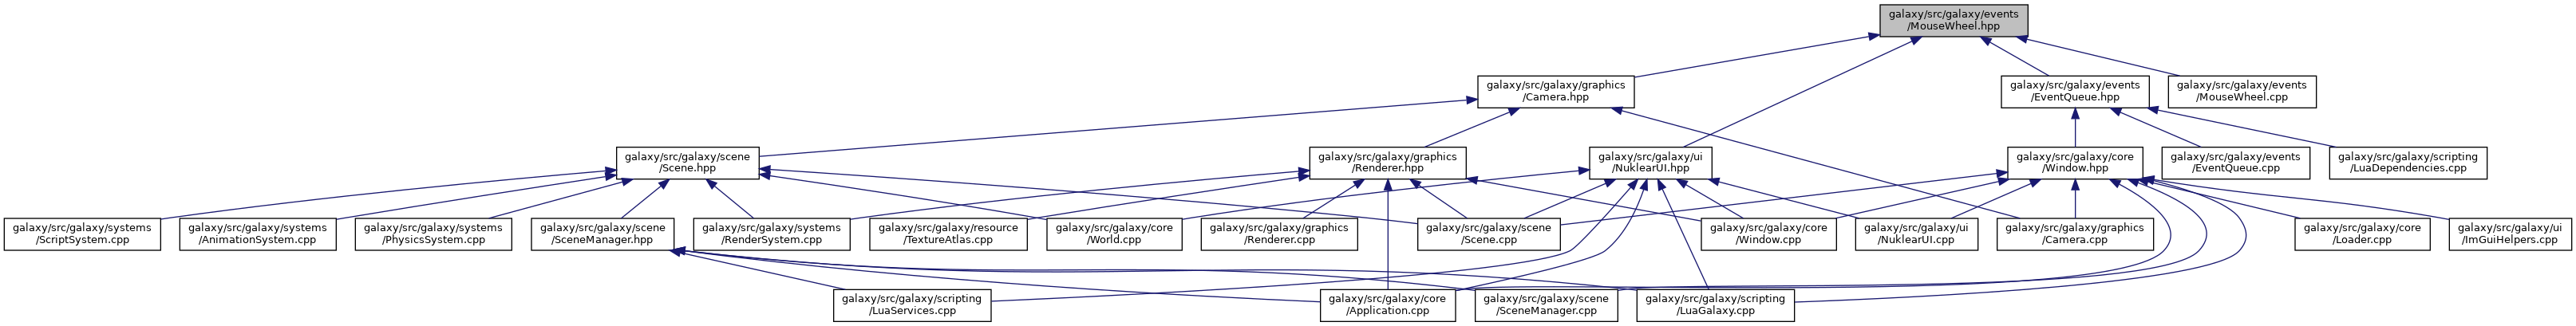 galaxy/src/galaxy/events
/MouseWheel.hpp
galaxy/src/galaxy/graphics
/Camera.hpp
galaxy/src/galaxy/events
/EventQueue.hpp
galaxy/src/galaxy/events
/MouseWheel.cpp
galaxy/src/galaxy/scene
/Scene.hpp
galaxy/src/galaxy/graphics
/Renderer.hpp
galaxy/src/galaxy/ui
/NuklearUI.hpp
galaxy/src/galaxy/core
/Window.hpp
galaxy/src/galaxy/events
/EventQueue.cpp
galaxy/src/galaxy/scripting
/LuaDependencies.cpp
galaxy/src/galaxy/systems
/ScriptSystem.cpp
galaxy/src/galaxy/systems
/AnimationSystem.cpp
galaxy/src/galaxy/systems
/PhysicsSystem.cpp
galaxy/src/galaxy/scene
/SceneManager.hpp
galaxy/src/galaxy/systems
/RenderSystem.cpp
galaxy/src/galaxy/resource
/TextureAtlas.cpp
galaxy/src/galaxy/core
/World.cpp
galaxy/src/galaxy/graphics
/Renderer.cpp
galaxy/src/galaxy/scene
/Scene.cpp
galaxy/src/galaxy/core
/Window.cpp
galaxy/src/galaxy/ui
/NuklearUI.cpp
galaxy/src/galaxy/graphics
/Camera.cpp
galaxy/src/galaxy/core
/Loader.cpp
galaxy/src/galaxy/ui
/ImGuiHelpers.cpp
galaxy/src/galaxy/scripting
/LuaServices.cpp
galaxy/src/galaxy/core
/Application.cpp
galaxy/src/galaxy/scene
/SceneManager.cpp
galaxy/src/galaxy/scripting
/LuaGalaxy.cpp